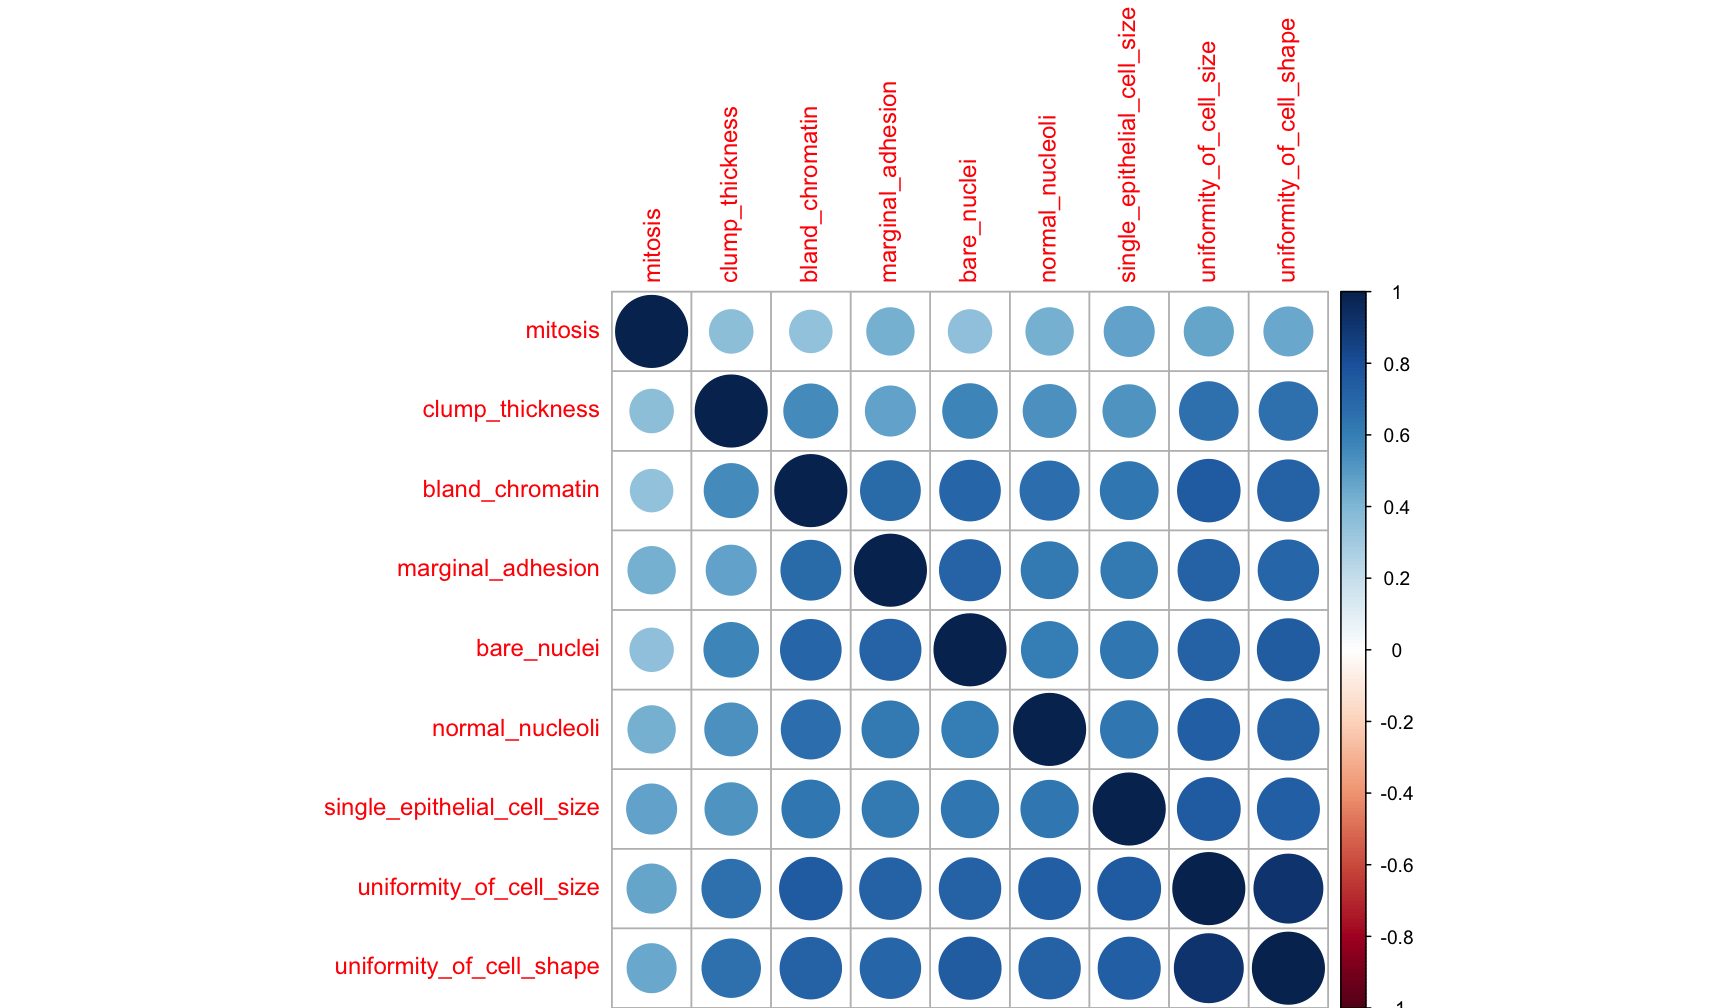 mitosis
clump_thickness
bland_chromatin
marginal_adhesion
bare_nuclei
normal_nucleoli
single_epithelial_cell_size
uniformity_of_cell_size
uniformity_of_cell_shape
mitosis
clump_thickness
bland_chromatin
marginal_adhesion
bare_nuclei
normal_nucleoli
single_epithelial_cell_size
uniformity_of_cell_size
uniformity_of_cell_shape
1
0.8
0.6
0.4
0.2
0
-0.2
-0.4
-0.6
-0.8